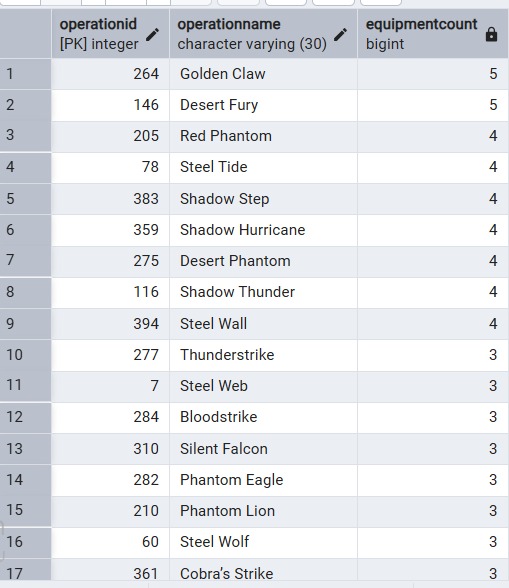 operationid operationname equipmentcount
[PK] integer character varying (30) bigint
1 264 Golden Claw 5
2 146 Desert Fury 5
3 205 Red Phantom 4
4 78 Steel Tide 4
5 383 Shadow Step 4
6 359 Shadow Hurricane 4
7 275 Desert Phantom 4
8 116 Shadow Thunder 4
9 394 Steel Wall 4
10 277 Thunderstrike 3
11 7 Steel Web 3
12 284 Bloodstrike 3
13 310 Silent Falcon 3
14 282 Phantom Eagle 3
15 210 Phantom Lion 3
16 60 Steel Wolf 3
17 361 Cobra’s Strike 3